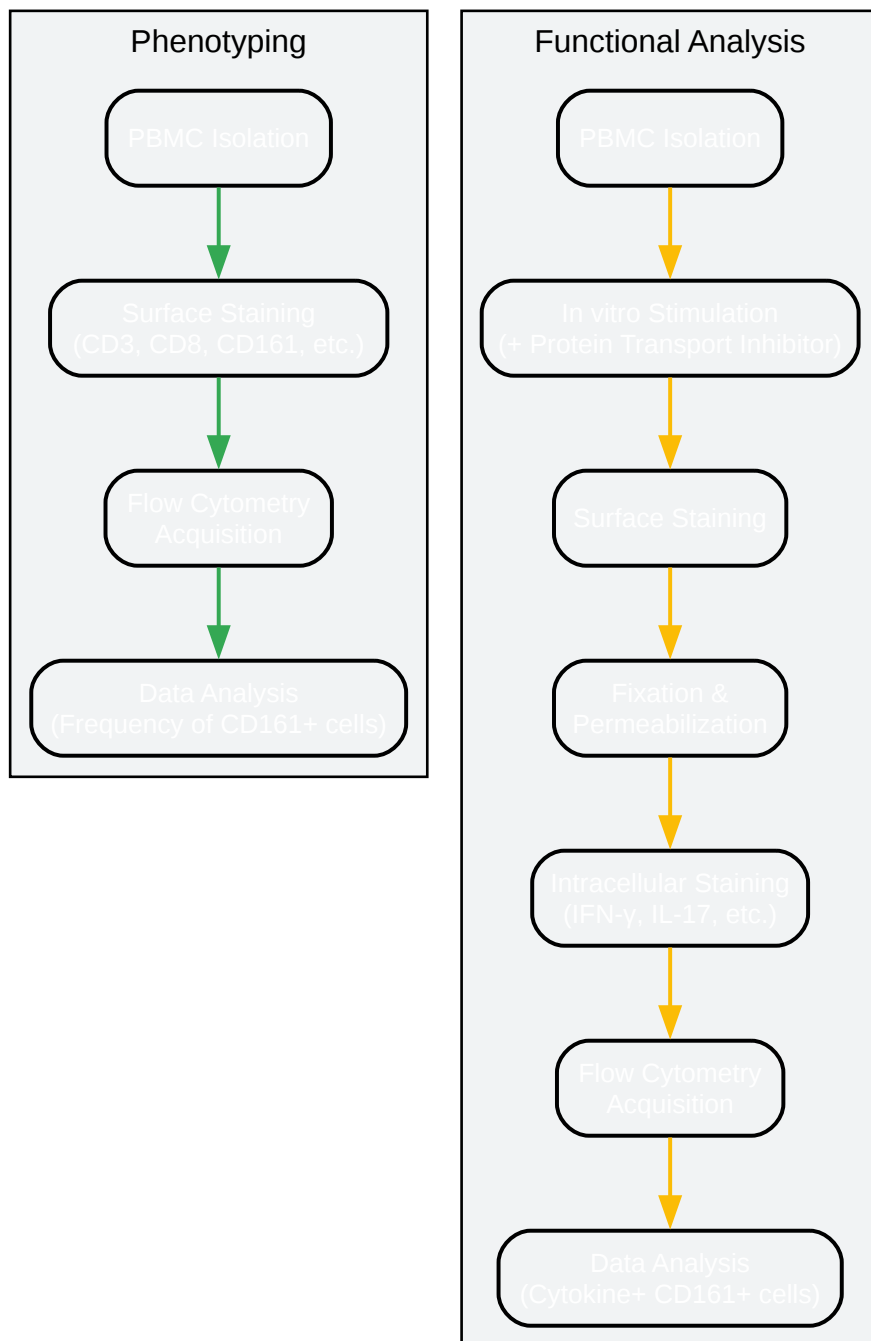 Phenotyping
PBMC Isolation
Surface Staining
(CD3, CD8, CD161, etc.)
Flow Cytometry
Acquisition
Data Analysis
(Frequency of CD161+ cells)
Functional Analysis
PBMC Isolation
In vitro Stimulation
(+ Protein Transport Inhibitor)
Surface Staining
Fixation &
Permeabilization
Intracellular Staining
(IFN-γ, IL-17, etc.)
Flow Cytometry
Acquisition
Data Analysis
(Cytokine+ CD161+ cells)